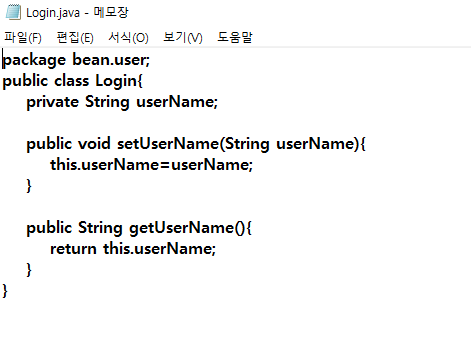 Login.java - 메모장
파일(F) 편집(E) 서식(O) 보기(V) 도움말
package bean.user;
public class Login{
private String userName;
public void setUserName(String userName){
this.userName=userName;
}
public String getUserName(){
return this.userName;
}
}